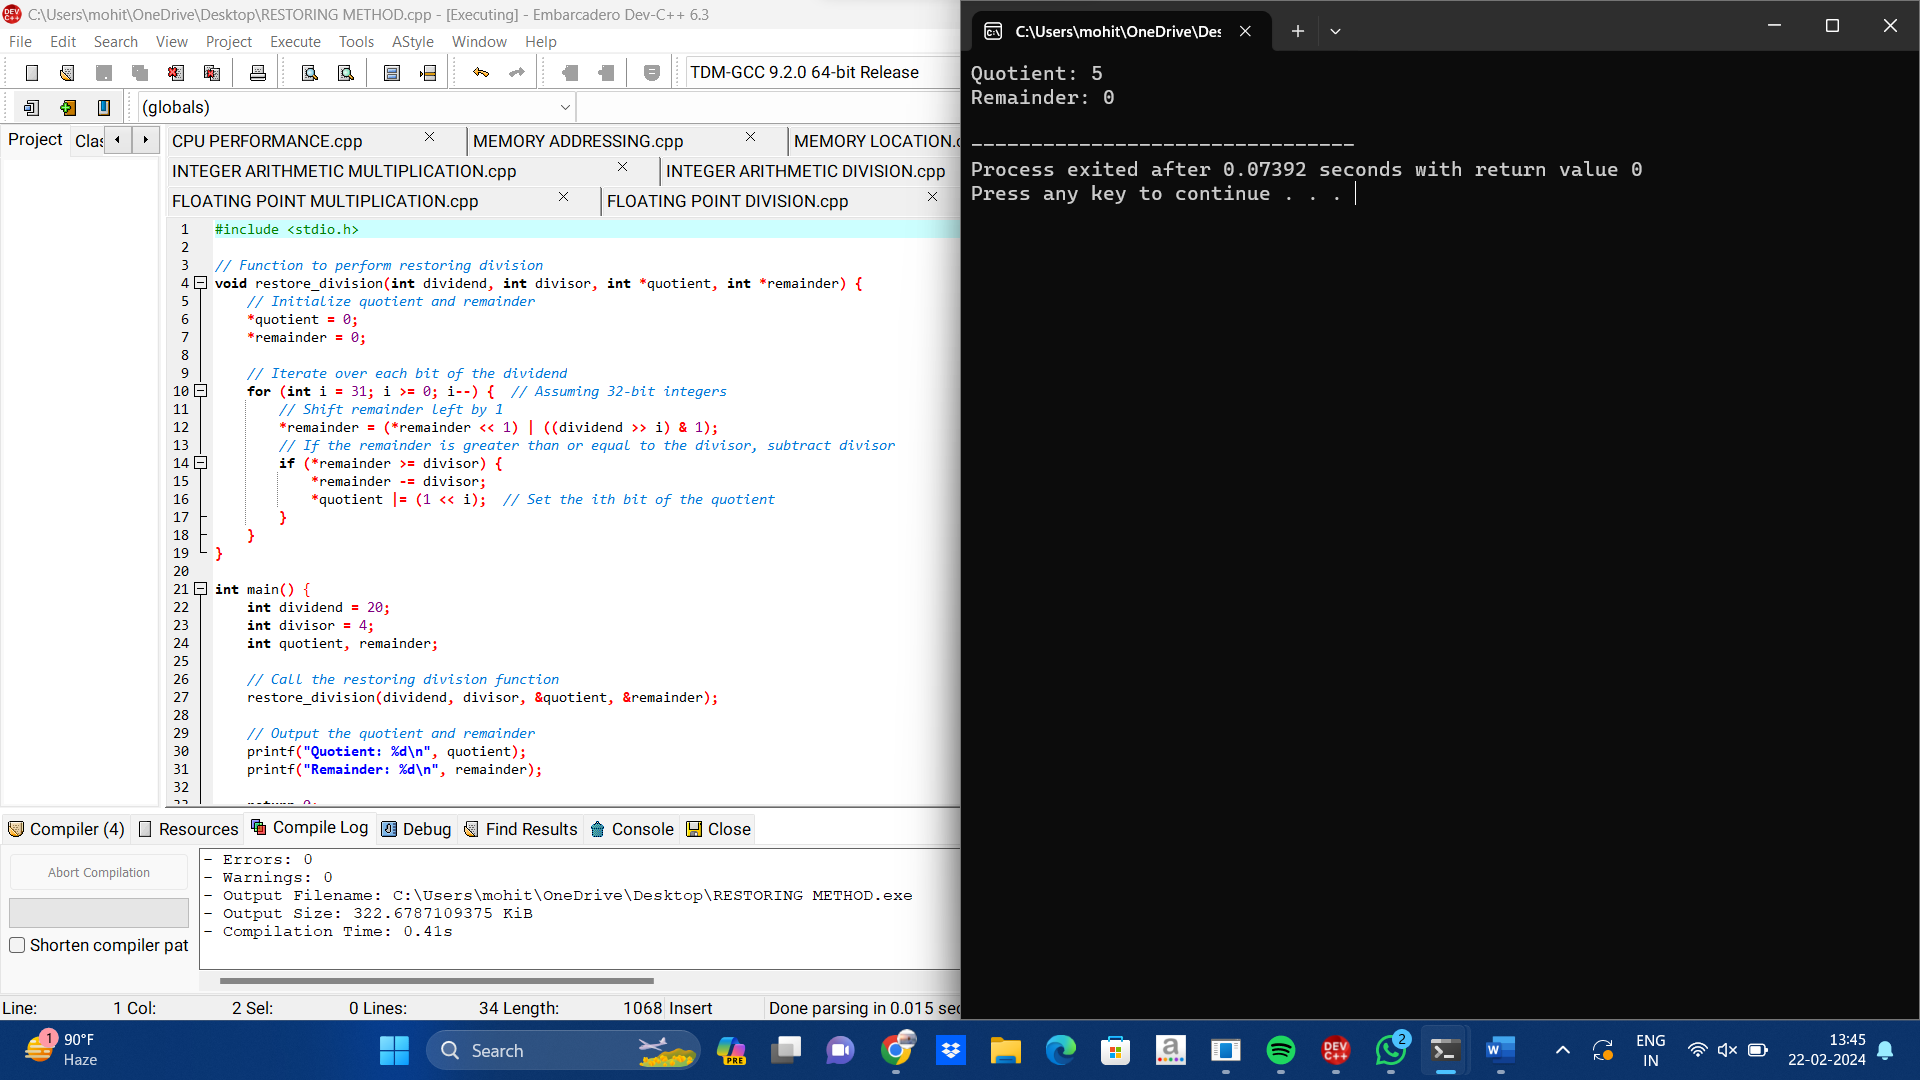 C:\Users\mohit\OneDrive\Desktop\RESTORING METHOD.cpp - [Executing] - Embarcadero Dev-C++ 6.3
File Edit Search View Project Execute Tools AStyle Window Help
TDM-GCC 9.2.0 64-bit Release
(globals)
Project Clas
CPU PERFORMANCE.cpp MEMORY ADDRESSING.cpp MEMORY LOCATION.c
INTEGER ARITHMETIC MULTIPLICATION.cpp INTEGER ARITHMETIC DIVISION.cpp
FLOATING POINT MULTIPLICATION.cpp FLOATING POINT DIVISION.cpp
1 #include <stdio.h>
2
3 // Function to perform restoring division
4 void restore_division(int dividend, int divisor, int *quotient, int *remainder) {
5 // Initialize quotient and remainder
6 *quotient = 0;
7 *remainder = 0;
8
9 // Iterate over each bit of the dividend
10 for (int i = 31; i >= 0; i--) { // Assuming 32-bit integers
11 // Shift remainder left by 1
12 *remainder = (*remainder << 1) | ((dividend >> i) & 1);
13 // If the remainder is greater than or equal to the divisor, subtract divisor
14 if (*remainder >= divisor) {
15 *remainder -= divisor;
16 *quotient |= (1 << i); // Set the ith bit of the quotient
17 }
18 }
19 }
20
21 int main() {
22 int dividend = 20;
23 int divisor = 4;
24 int quotient, remainder;
25
26 // Call the restoring division function
27 restore_division(dividend, divisor, &quotient, &remainder);
28
29 // Output the quotient and remainder
30 printf("Quotient: %d\n", quotient);
31 printf("Remainder: %d\n", remainder);
32
33 return 0;
Compiler (4) Resources Compile Log Debug Find Results Console Close
Abort Compilation
Shorten compiler pat
- Errors: 0
- Warnings: 0
- Output Filename: C:\Users\mohit\OneDrive\Desktop\RESTORING METHOD.exe
- Output Size: 322.6787109375 KiB
- Compilation Time: 0.41s
Line: 1 Col: 2 Sel: 0 Lines: 34 Length: 1068 Insert Done parsing in 0.015 sec
C:\Users\mohit\OneDrive\Des
Quotient: 5
Remainder: 0
--------------------------------
Process exited after 0.07392 seconds with return value 0
Press any key to continue . . .
1
90°F
Haze
Search
PRE
a
DEV C++
2
W
ENG
IN
13:45
22-02-2024